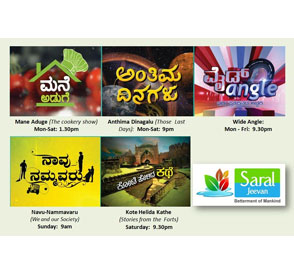 ಮನೆ
ಅಡುಗೆ
ಅಂತಿಮ
ದಿನಗಳು
ವೈಡ್
angle
Mane Aduge (The cookery show)
Mon-Sat: 1.30pm
Anthima Dinagalu (Those Last
Days): Mon-Sat: 9pm
Wide Angle:
Mon - Fri: 9.30pm
ನಾವು
ನಮ್ಮವರು
ಕೋಟೆ ಹೇಳಿದ ಕಥೆ
Saral
Jeevan
Betterment of Mankind
Navu-Nammavaru
(We and our Society)
Sunday: 9am
Kote Helida Kathe
(Stories from the Forts)
Saturday: 9.30pm